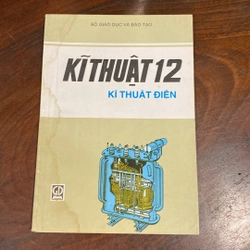 BỘ GIÁO DỤC VÀ ĐÀO TẠO
KĨ THUẬT 12
KĨ THUẬT ĐIỆN